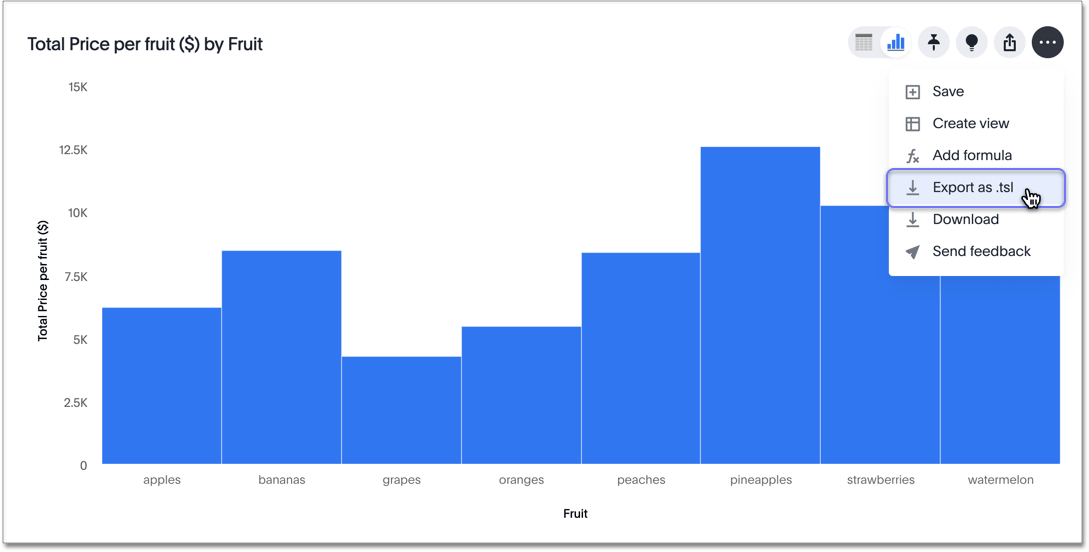 Total Price per fruit ($) by Fruit
Save
Create view
Add formula
Export as .tsl
Download
Send feedback
15K
12.5K
10K
7.5K
5K
2.5K
0
Total Price per fruit ($)
apples
bananas
grapes
oranges
peaches
pineapples
strawberries
watermelon
Fruit